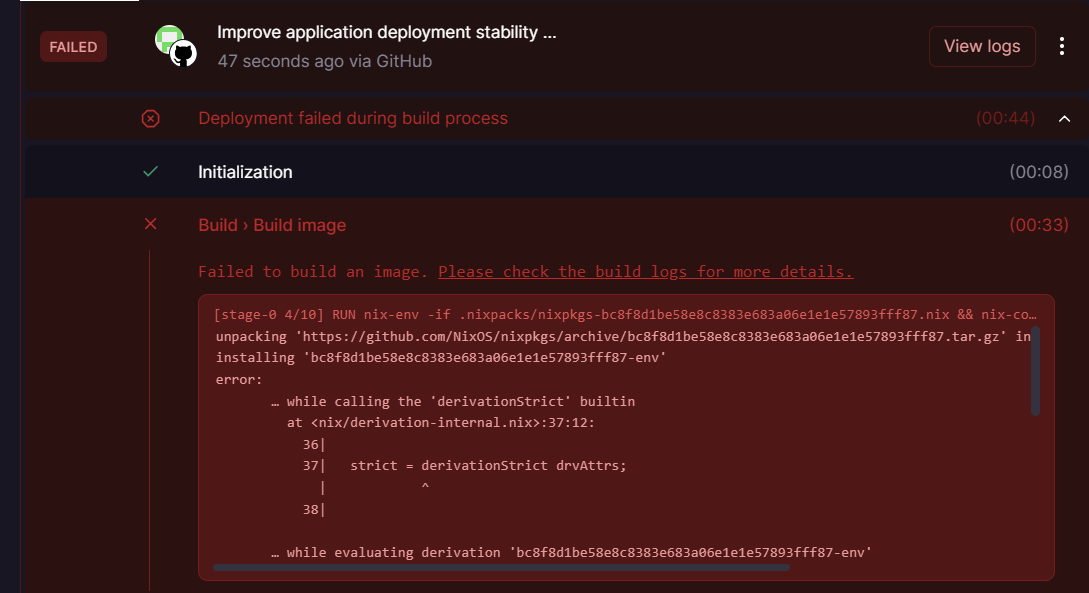 FAILED
Improve application deployment stability ...
47 seconds ago via GitHub
View logs
Deployment failed during build process
(00:44)
Initialization
(00:08)
Build › Build image
(00:33)
Failed to build an image. Please check the build logs for more details.
[stage-0 4/10] RUN nix-env -if .nixpacks/nixpkgs-bc8f8d1be58e8c8383e683a06e1e1e57893fff87.nix && nix-co…
unpacking 'https://github.com/NixOS/nixpkgs/archive/bc8f8d1be58e8c8383e683a06e1e1e57893fff87.tar.gz' in
installing 'bc8f8d1be58e8c8383e683a06e1e1e57893fff87-env'
error:
… while calling the 'derivationStrict' builtin
at <nix/derivation-internal.nix>:37:12:
36|
37|   strict = derivationStrict drvAttrs;
|            ^
38|
… while evaluating derivation 'bc8f8d1be58e8c8383e683a06e1e1e57893fff87-env'